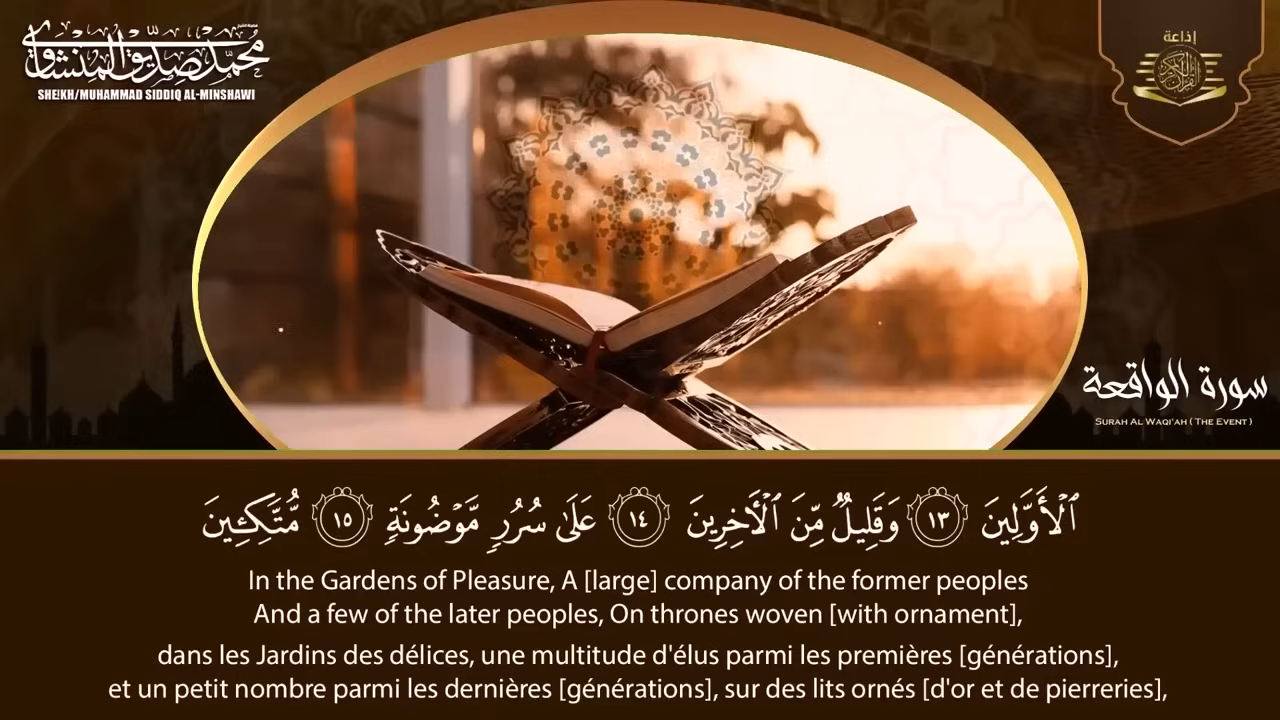 محمد صديق المنشاوي
SHEIKH/MUHAMMAD SIDDIQ AL-MINSHAWI
إذاعة
القرآن الكريم
سورة الواقعة
SURAH AL WAQI'AH ( THE EVENT )
ٱلْأَوَّلِينَ ١٣ وَقَلِيلٌ مِّنَ ٱلْأَخِرِينَ ١٤ عَلَىٰ سُرُرٍ مَّوْضُونَةٍ ١٥ مُّتَّكِـِٔينَ
In the Gardens of Pleasure, A [large] company of the former peoples
And a few of the later peoples, On thrones woven [with ornament],
dans les Jardins des délices, une multitude d'élus parmi les premières [générations],
et un petit nombre parmi les dernières [générations], sur des lits ornés [d'or et de pierreries],